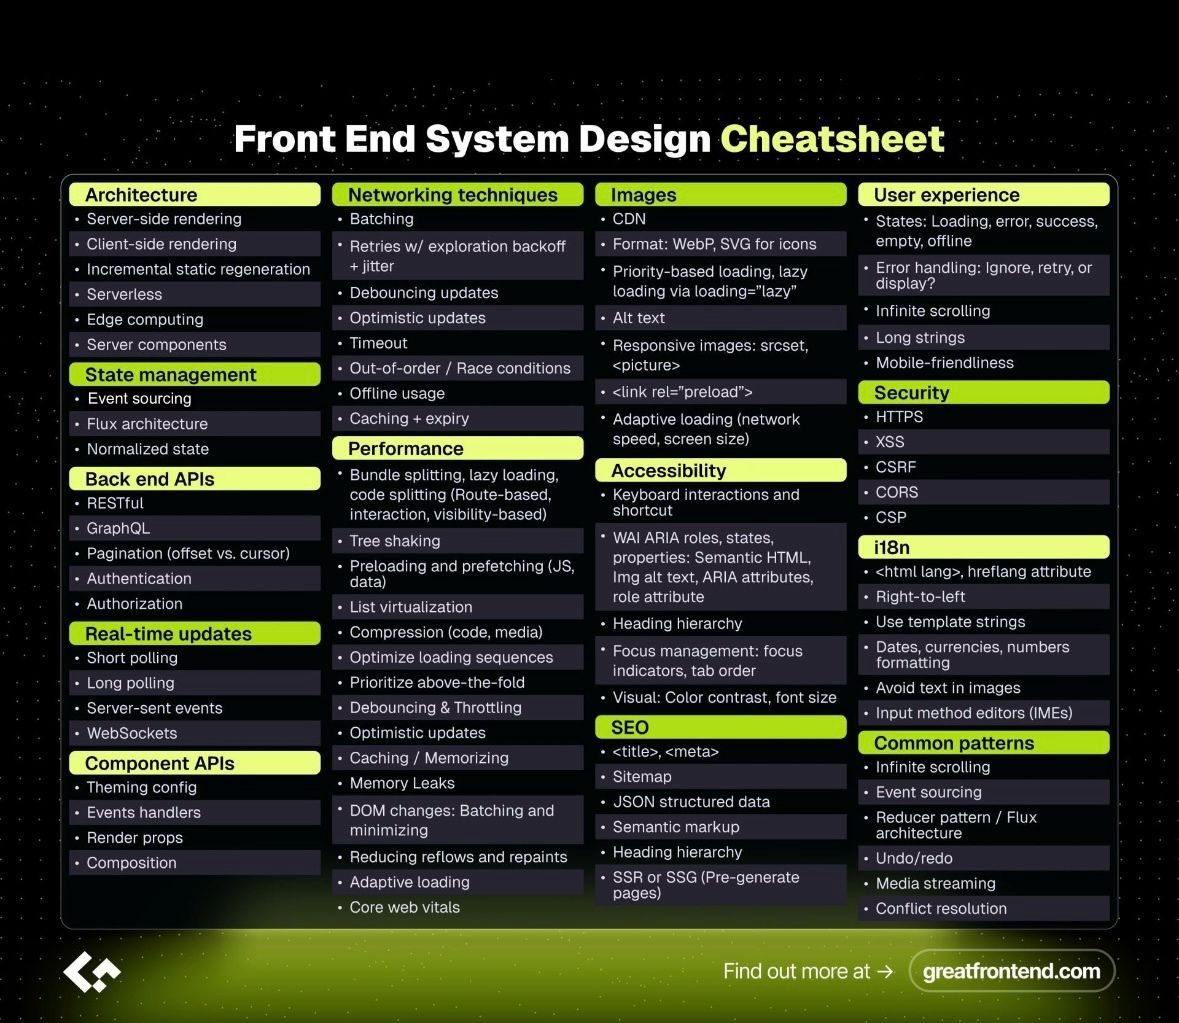 Front End System Design Cheatsheet
Architecture
• Server-side rendering
• Client-side rendering
• Incremental static regeneration
• Serverless
• Edge computing
• Server components
State management
• Event sourcing
• Flux architecture
• Normalized state
Back end APIs
• RESTful
• GraphQL
• Pagination (offset vs. cursor)
• Authentication
• Authorization
Real-time updates
• Short polling
• Long polling
• Server-sent events
• WebSockets
Component APIs
• Theming config
• Events handlers
• Render props
• Composition
Networking techniques
• Batching
• Retries w/ exploration backoff
+ jitter
• Debouncing updates
• Optimistic updates
• Timeout
• Out-of-order / Race conditions
• Offline usage
• Caching + expiry
Performance
• Bundle splitting, lazy loading,
code splitting (Route-based,
interaction, visibility-based)
• Tree shaking
• Preloading and prefetching (JS,
data)
• List virtualization
• Compression (code, media)
• Optimize loading sequences
• Prioritize above-the-fold
• Debouncing & Throttling
• Optimistic updates
• Caching / Memorizing
• Memory Leaks
• DOM changes: Batching and
minimizing
• Reducing reflows and repaints
• Adaptive loading
• Core web vitals
Images
• CDN
• Format: WebP, SVG for icons
• Priority-based loading, lazy
loading via loading=”lazy”
• Alt text
• Responsive images: srcset,
<picture>
• <link rel=”preload”>
• Adaptive loading (network
speed, screen size)
Accessibility
• Keyboard interactions and
shortcut
• WAI ARIA roles, states,
properties: Semantic HTML,
Img alt text, ARIA attributes,
role attribute
• Heading hierarchy
• Focus management: focus
indicators, tab order
• Visual: Color contrast, font size
SEO
• <title>, <meta>
• Sitemap
• JSON structured data
• Semantic markup
• Heading hierarchy
• SSR or SSG (Pre-generate
pages)
User experience
• States: Loading, error, success,
empty, offline
• Error handling: Ignore, retry, or
display?
• Infinite scrolling
• Long strings
• Mobile-friendliness
Security
• HTTPS
• XSS
• CSRF
• CORS
• CSP
i18n
• <html lang>, hreflang attribute
• Right-to-left
• Use template strings
• Dates, currencies, numbers
formatting
• Avoid text in images
• Input method editors (IMEs)
Common patterns
• Infinite scrolling
• Event sourcing
• Reducer pattern / Flux
architecture
• Undo/redo
• Media streaming
• Conflict resolution
Find out more at → greatfrontend.com